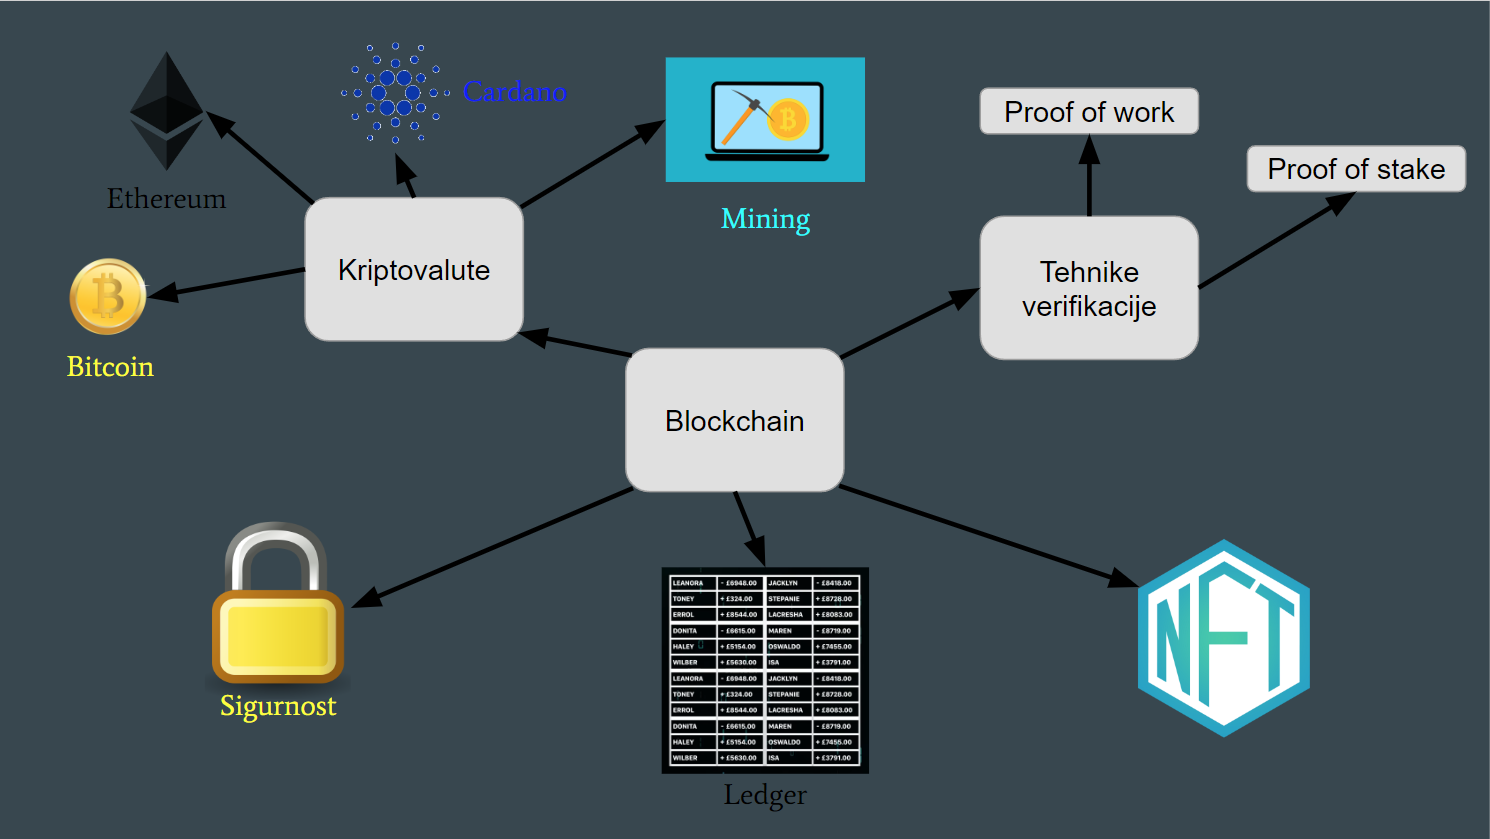 Cardano
Proof of work
Proof of stake
Ethereum
Mining
Kriptovalute
Tehnike
verifikacije
Bitcoin
Blockchain
Sigurnost
LEANORA - £6948.00 JACKLYN - £8418.00
TONEY + £324.00 STEPANIE + £8728.00
ERROL + £8544.00 LACRESHA + £8083.00
DONITA - £6615.00 MAREN - £8719.00
HALEY + £5154.00 OSWALDO + £7455.00
WILBER + £5630.00 ISA + £3791.00
LEANORA - £6948.00 JACKLYN - £8418.00
TONEY + £324.00 STEPANIE + £8728.00
ERROL + £8544.00 LACRESHA + £8083.00
DONITA - £6615.00 MAREN - £8719.00
HALEY + £5154.00 OSWALDO + £7455.00
WILBER + £5630.00 ISA + £3791.00
Ledger
NFT